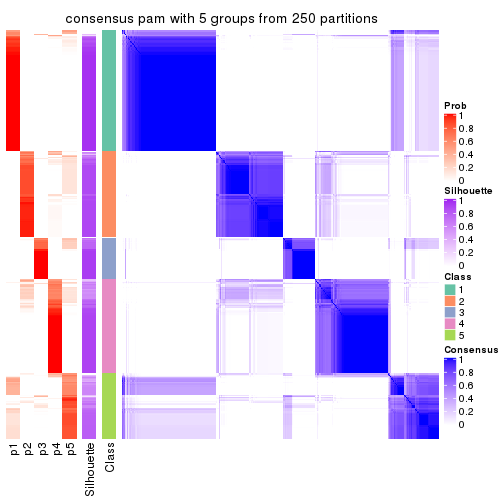 consensus pam with 5 groups from 250 partitions
Prob
1
0.8
0.6
0.4
0.2
0
Silhouette
1
0.8
0.6
0.4
0.2
0
Class
1
2
3
4
5
Consensus
1
0.8
0.6
0.4
0.2
0
p1
p2
p3
p4
p5
Silhouette
Class